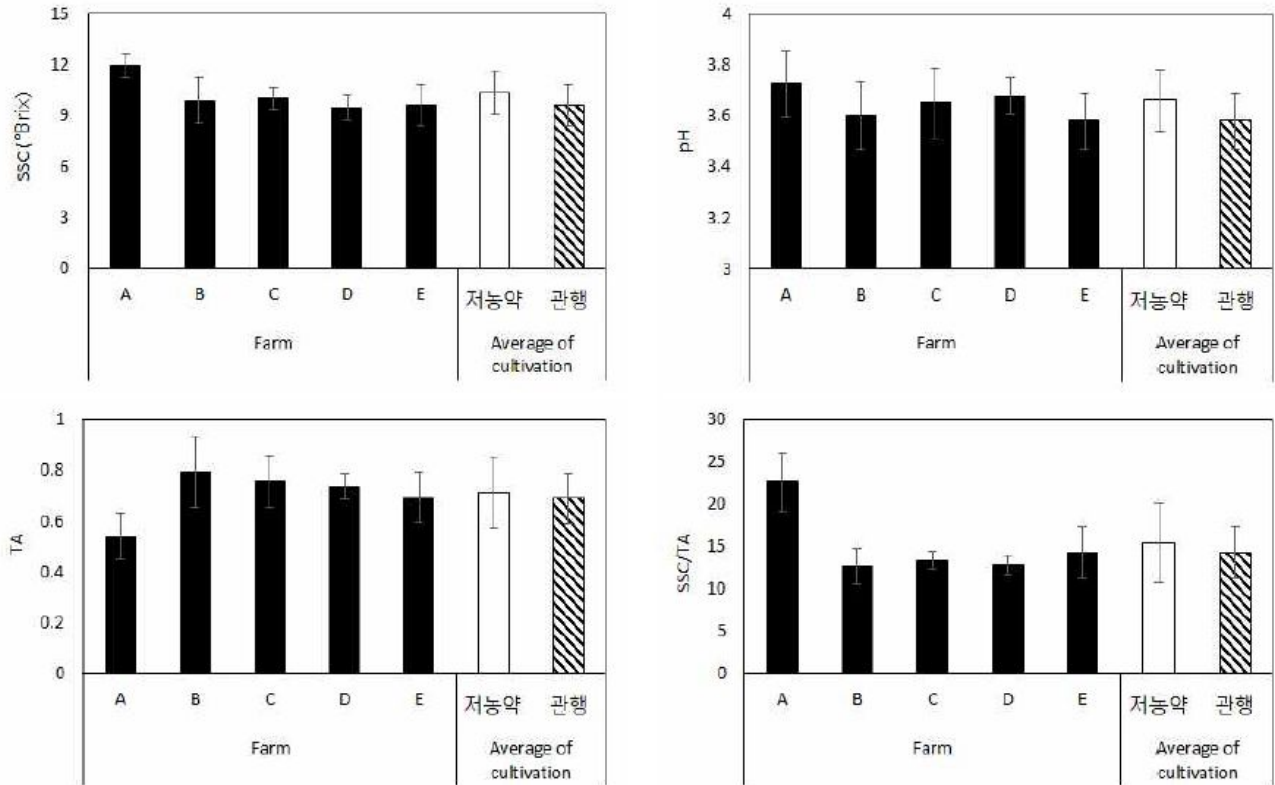 15
12
9
6
3
0
SSC (°Brix)
A B C D E 저농약 관행
Farm
Average of
cultivation
4
3.8
3.6
3.4
3.2
3
pH
A B C D E 저농약 관행
Farm
Average of
cultivation
1
0.8
0.6
0.4
0.2
0
TA
A B C D E 저농약 관행
Farm
Average of
cultivation
30
25
20
15
10
5
0
SSC/TA
A B C D E 저농약 관행
Farm
Average of
cultivation